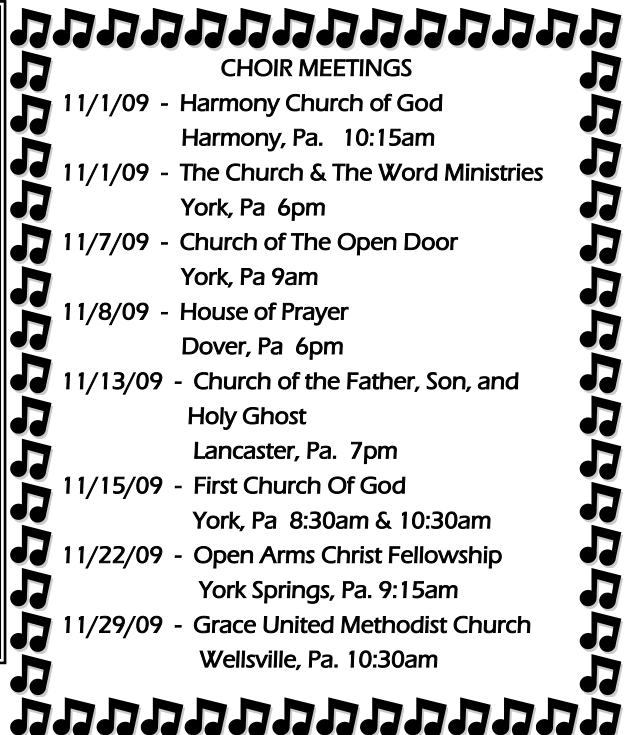 CHOIR MEETINGS
11/1/09 - Harmony Church of God
Harmony, Pa. 10:15am
11/1/09 - The Church & The Word Ministries
York, Pa 6pm
11/7/09 - Church of The Open Door
York, Pa 9am
11/8/09 - House of Prayer
Dover, Pa 6pm
11/13/09 - Church of the Father, Son, and
Holy Ghost
Lancaster, Pa. 7pm
11/15/09 - First Church Of God
York, Pa 8:30am & 10:30am
11/22/09 - Open Arms Christ Fellowship
York Springs, Pa. 9:15am
11/29/09 - Grace United Methodist Church
Wellsville, Pa. 10:30am